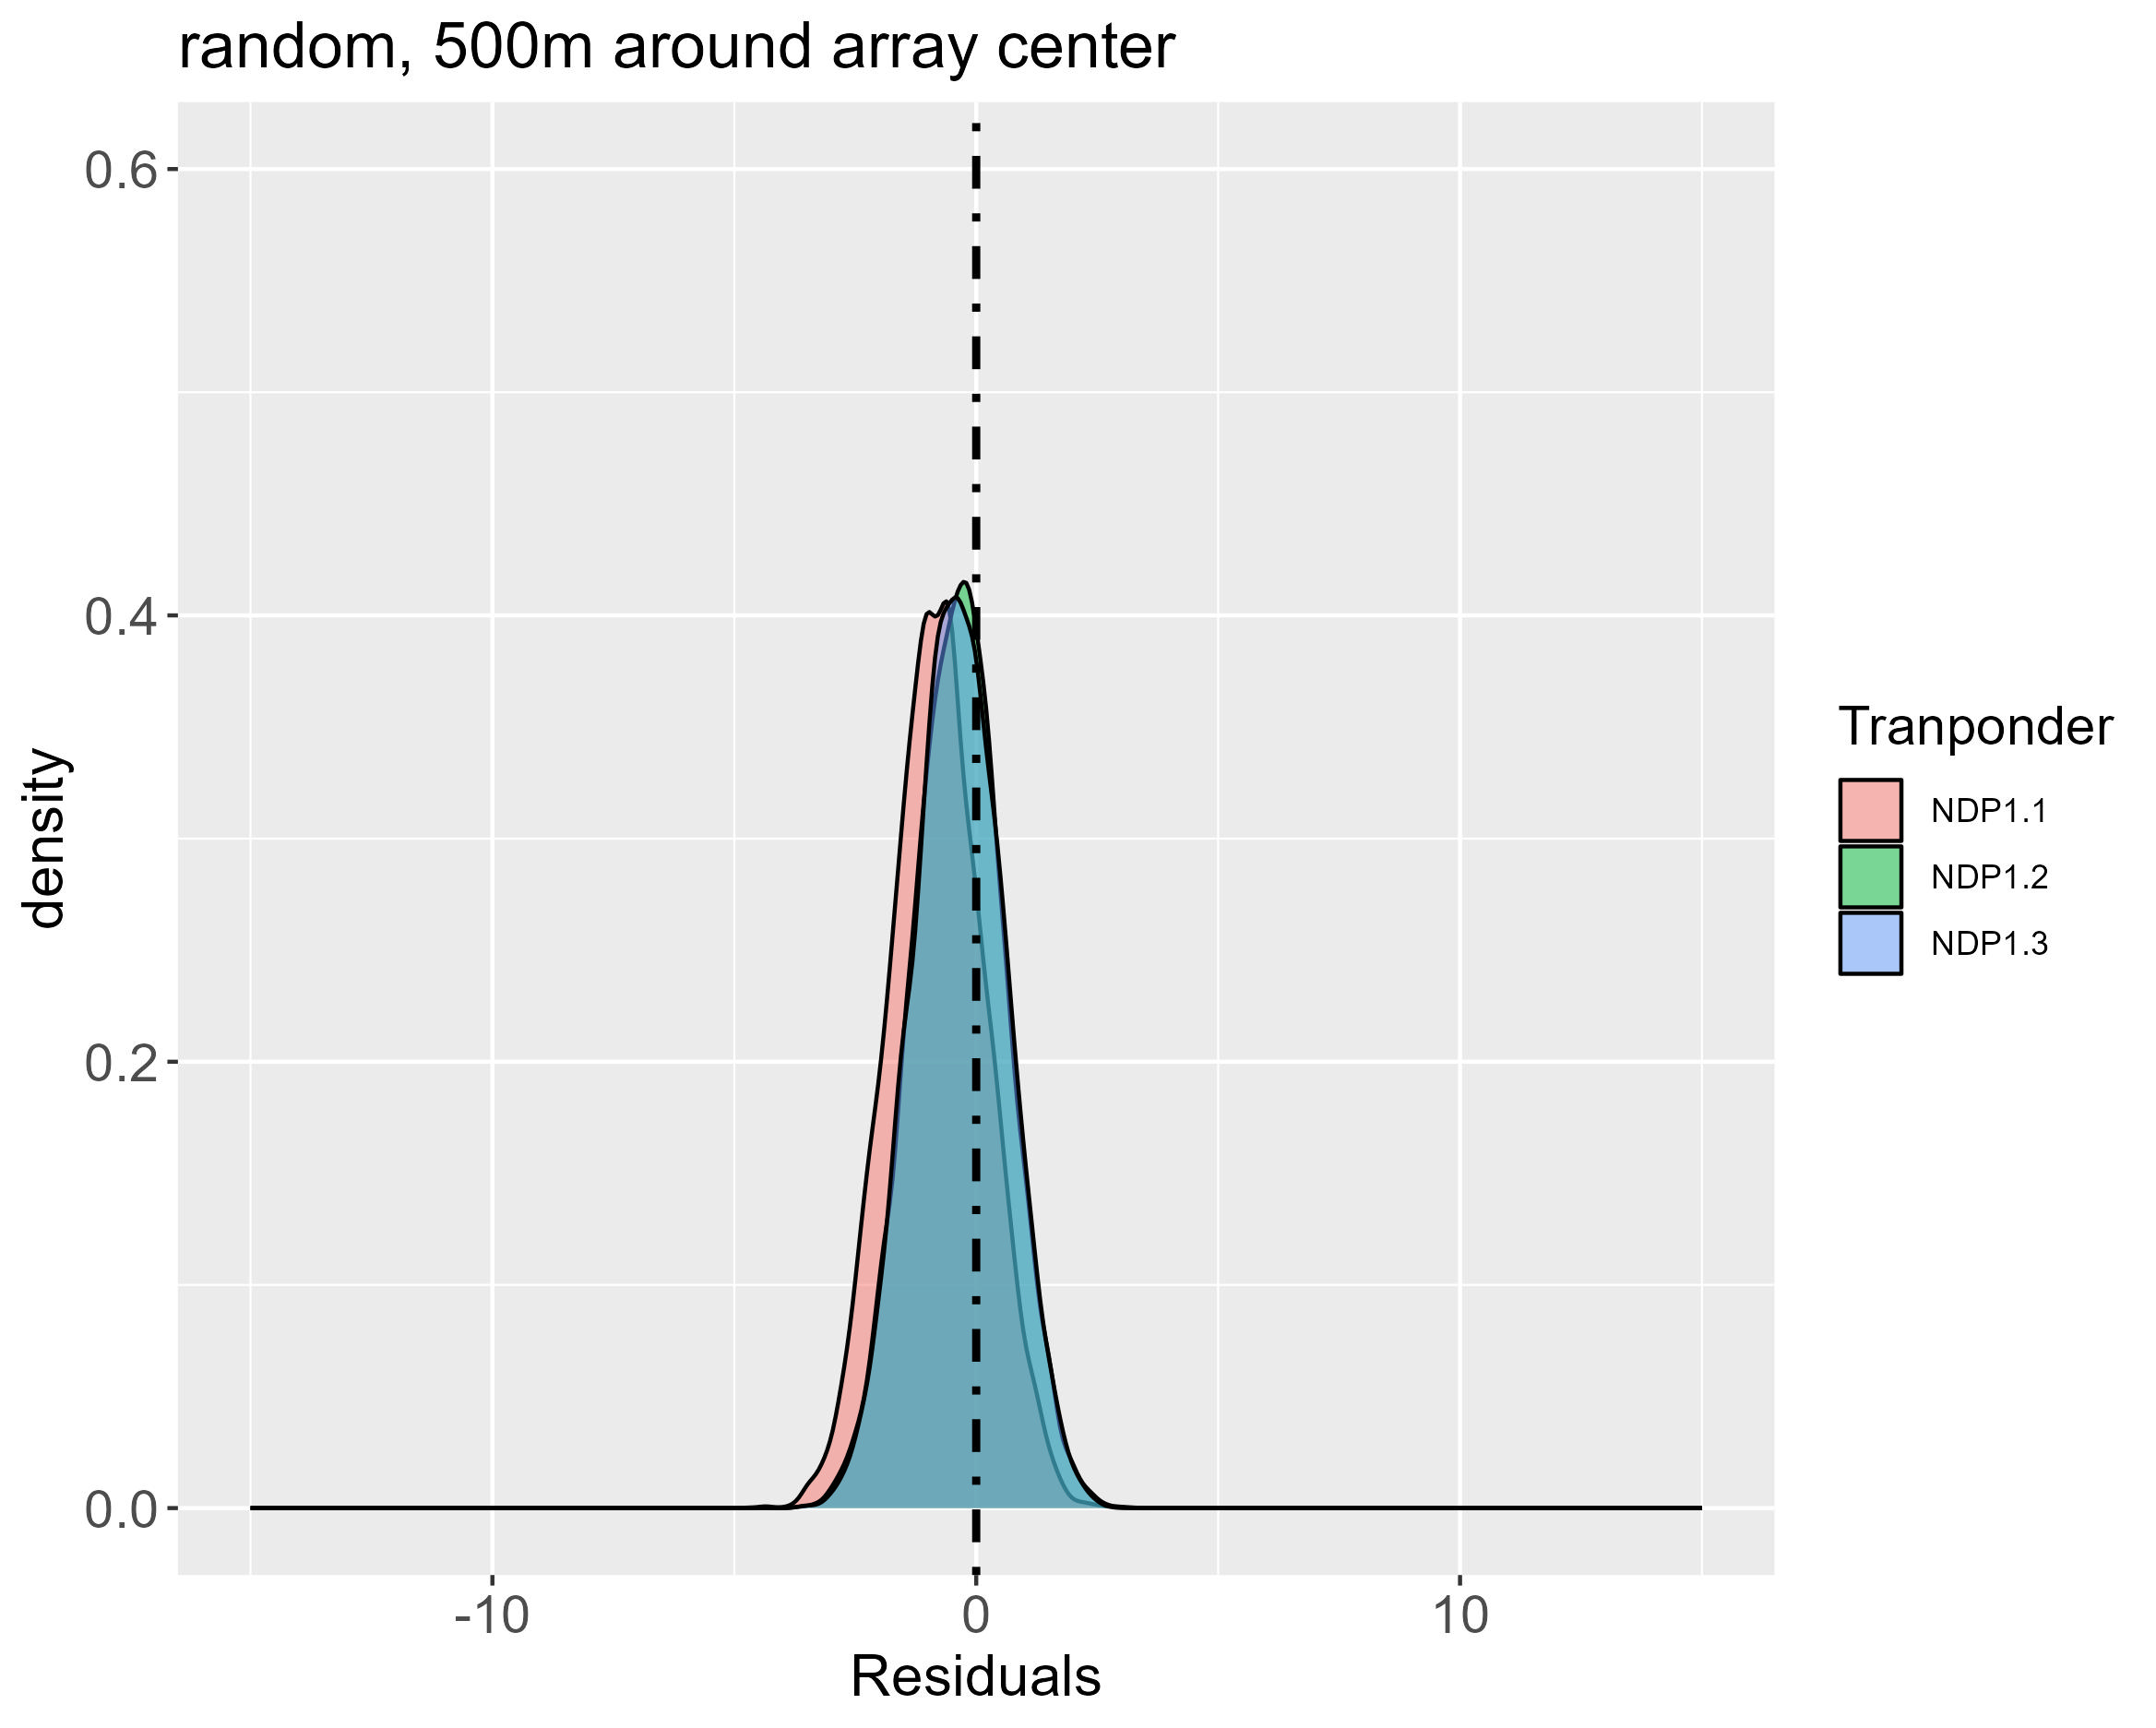 random, 500m around array center
0.6
0.4
0.2
0.0
density
-10 0 10
Residuals
Tranponder
NDP1.1
NDP1.2
NDP1.3